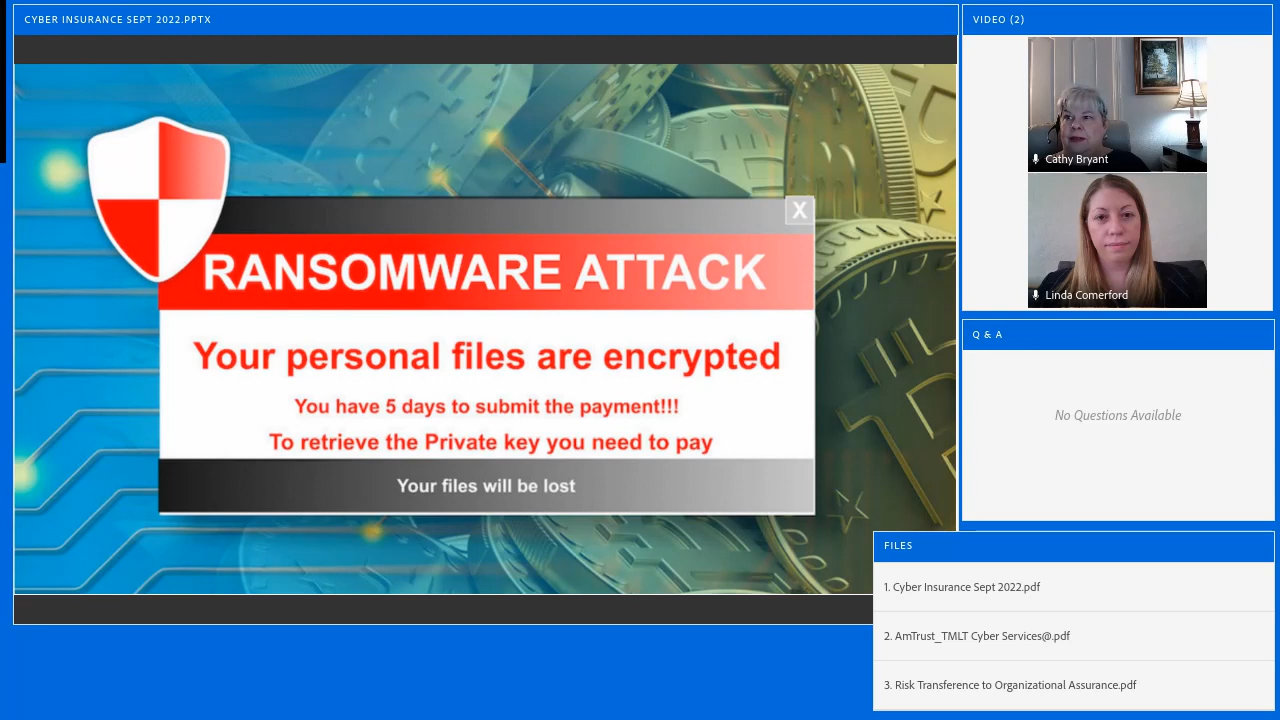 CYBER INSURANCE SEPT 2022.PPTX
X
RANSOMWARE ATTACK
Your personal files are encrypted
You have 5 days to submit the payment!!!
To retrieve the Private key you need to pay
Your files will be lost
VIDEO (2)
Cathy Bryant
Linda Comerford
Q & A
No Questions Available
FILES
1. Cyber Insurance Sept 2022.pdf
2. AmTrust_TMLT Cyber Services@.pdf
3. Risk Transference to Organizational Assurance.pdf